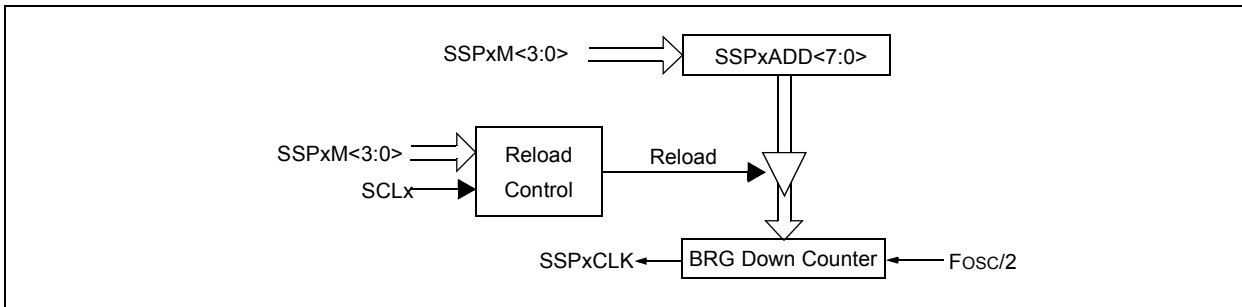 SSPxM<3:0>
SSPxADD<7:0>
SSPxM<3:0>
SCLx
Reload
Control
Reload
SSPxCLK
BRG Down Counter
FOSC/2